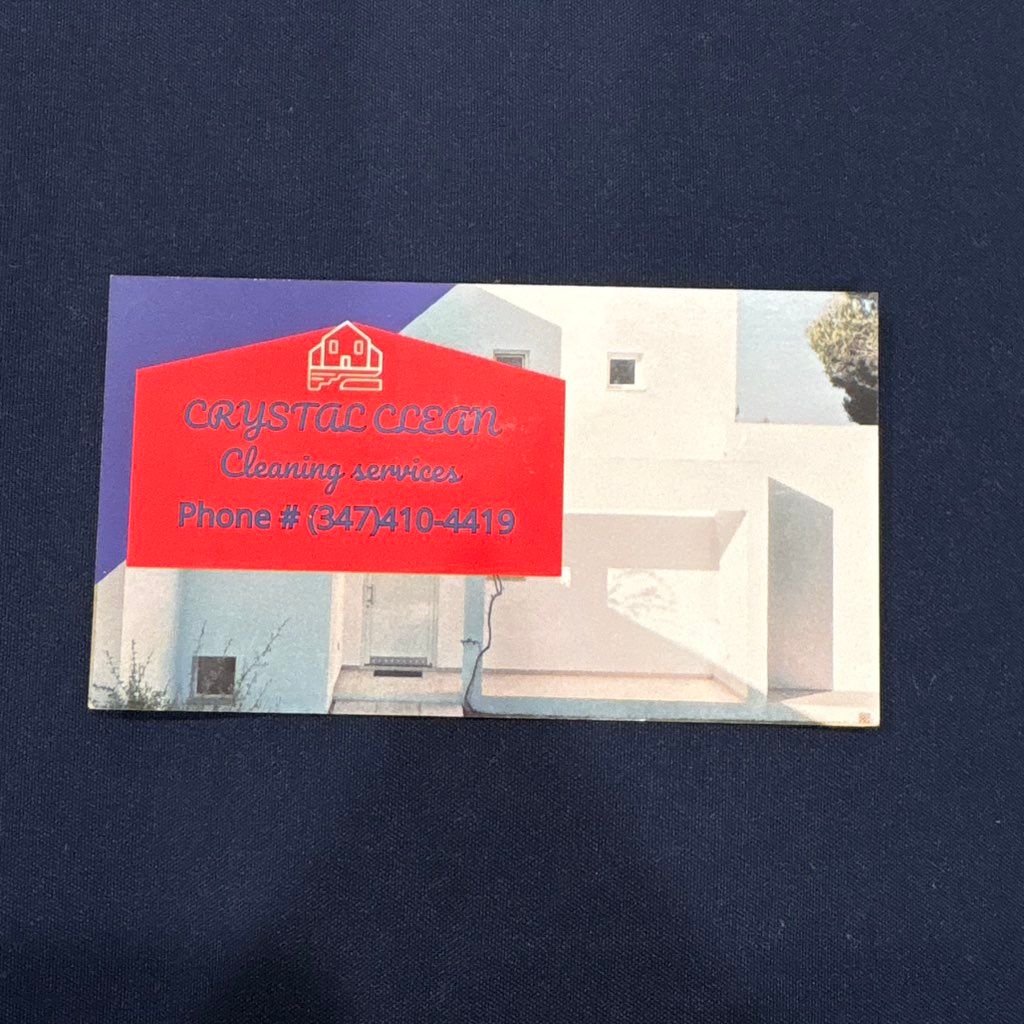 CRYSTAL CLEAN
Cleaning services
Phone # (347)410-4419